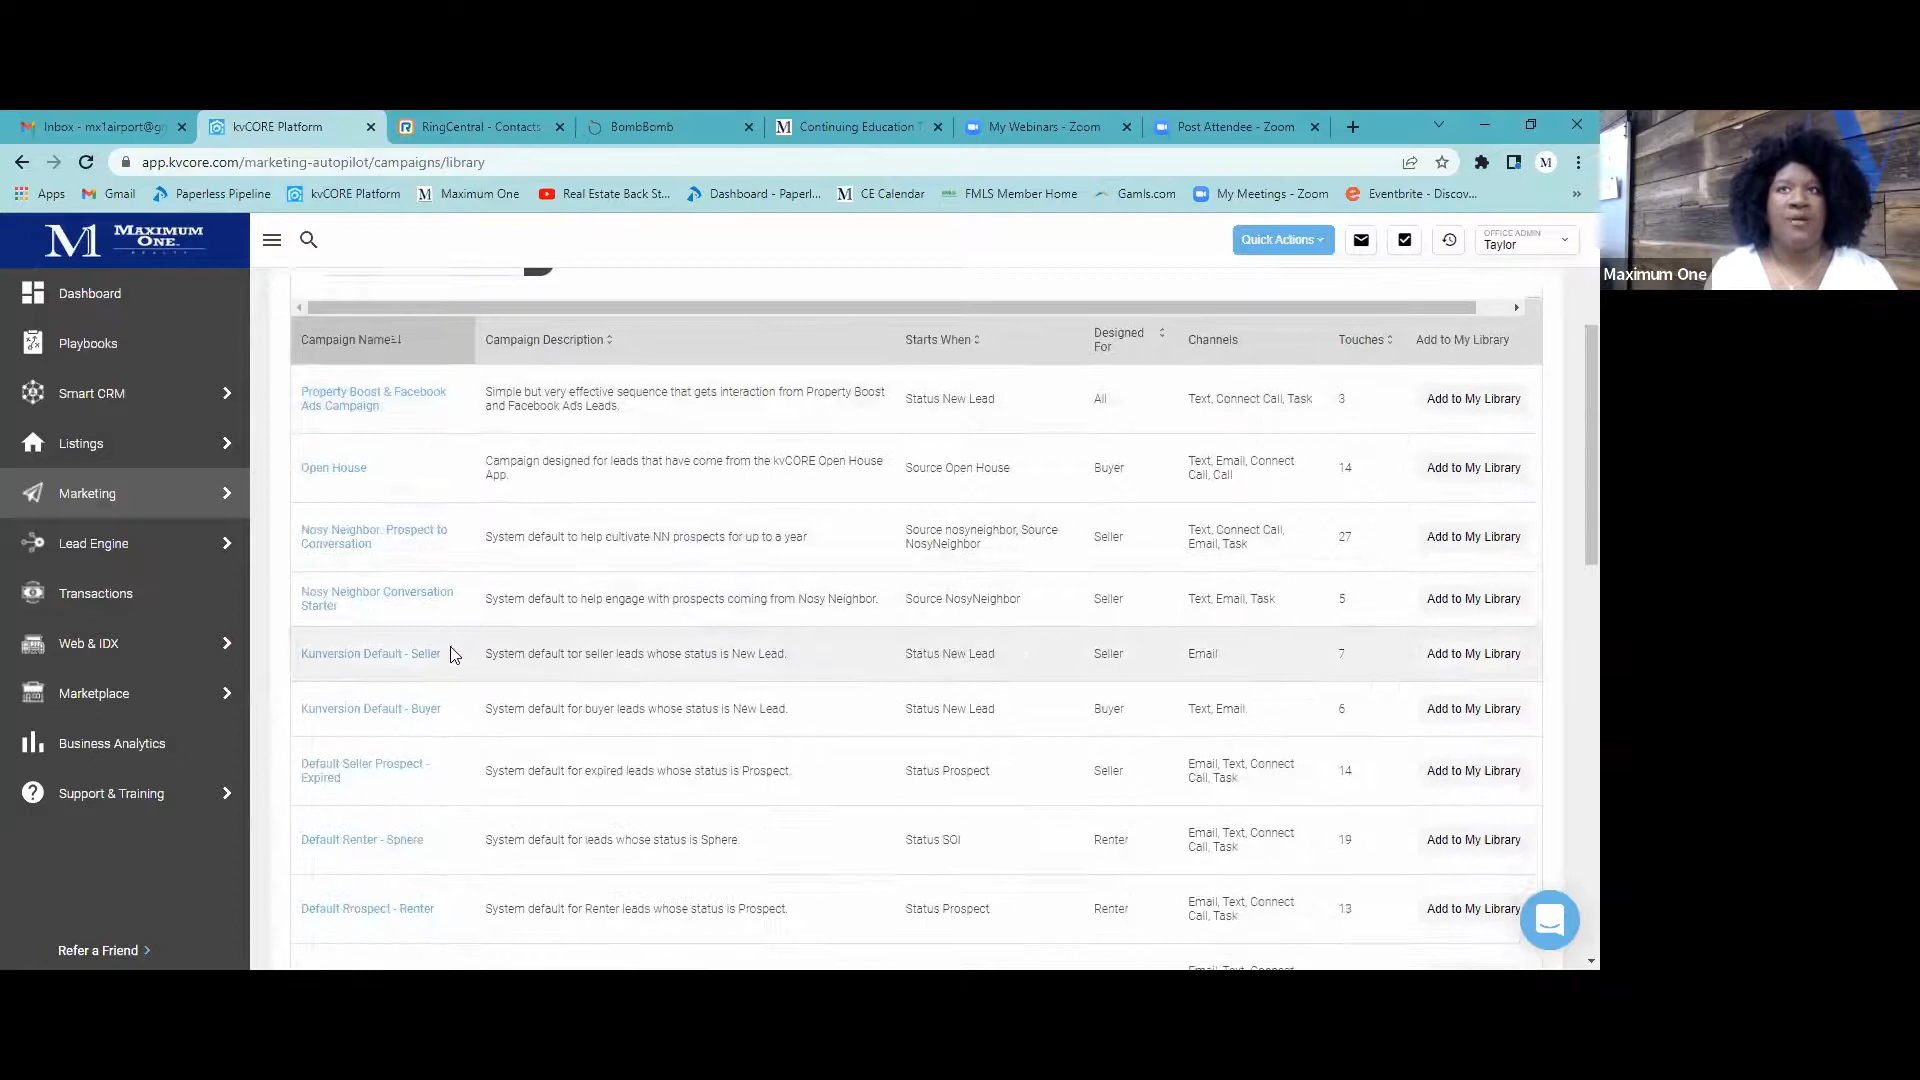 Inbox - mx1airport@gm
kvCORE Platform
RingCentral - Contacts
BombBomb
Continuing Education T
My Webinars - Zoom
Post Attendee - Zoom
app.kvcore.com/marketing-autopilot/campaigns/library
M
Apps
Gmail
Paperless Pipeline
kvCORE Platform
Maximum One
Real Estate Back St...
Dashboard - Paperl...
CE Calendar
FMLS Member Home
Gamls.com
My Meetings - Zoom
Eventbrite - Discov...
M MAXIMUM
ONE
REALTY
Quick Actions
OFFICE ADMIN
Taylor
Maximum One
Dashboard
Playbooks
Smart CRM
Listings
Marketing
Lead Engine
Transactions
Web & IDX
Marketplace
Business Analytics
Support & Training
Refer a Friend
Campaign Name
Campaign Description
Starts When
Designed
For
Channels
Touches
Add to My Library
Property Boost & Facebook
Ads Campaign
Simple but very effective sequence that gets interaction from Property Boost
and Facebook Ads Leads.
Status New Lead
All
Text, Connect Call, Task
3
Add to My Library
Open House
Campaign designed for leads that have come from the kvCORE Open House
App.
Source Open House
Buyer
Text, Email, Connect
Call, Call
14
Add to My Library
Nosy Neighbor: Prospect to
Conversation
System default to help cultivate NN prospects for up to a year
Source nosyneighbor, Source
NosyNeighbor
Seller
Text, Connect Call,
Email, Task
27
Add to My Library
Nosy Neighbor Conversation
Starter
System default to help engage with prospects coming from Nosy Neighbor.
Source NosyNeighbor
Seller
Text, Email, Task
5
Add to My Library
Kunversion Default - Seller
System default for seller leads whose status is New Lead.
Status New Lead
Seller
Email
7
Add to My Library
Kunversion Default - Buyer
System default for buyer leads whose status is New Lead.
Status New Lead
Buyer
Text, Email
6
Add to My Library
Default Seller Prospect -
Expired
System default for expired leads whose status is Prospect.
Status Prospect
Seller
Email, Text, Connect
Call, Task
14
Add to My Library
Default Renter - Sphere
System default for leads whose status is Sphere.
Status SOI
Renter
Email, Text, Connect
Call, Task
19
Add to My Library
Default Prospect - Renter
System default for Renter leads whose status is Prospect.
Status Prospect
Renter
Email, Text, Connect
Call, Task
13
Add to My Library